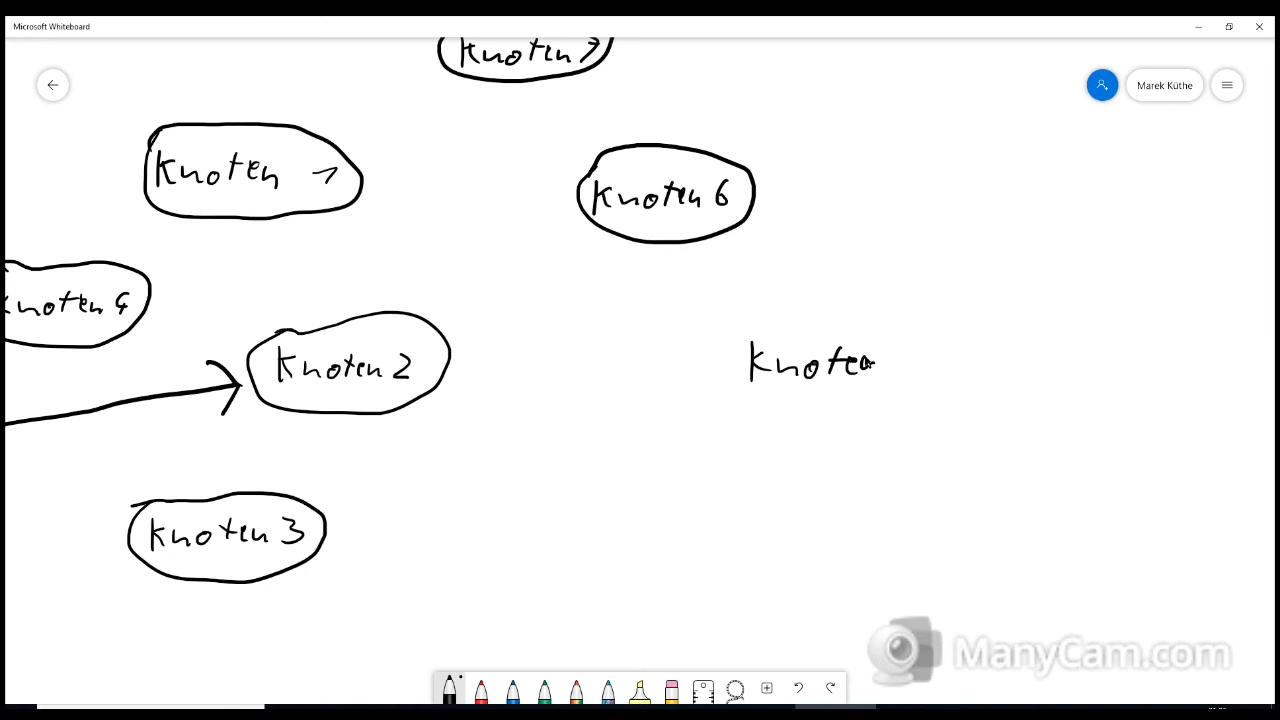 Microsoft Whiteboard
Knoten 7
Marek Küthe
Knoten 1
Knoten 6
Knoten 4
Knoten 2
Knoten
Knoten 3
ManyCam.com